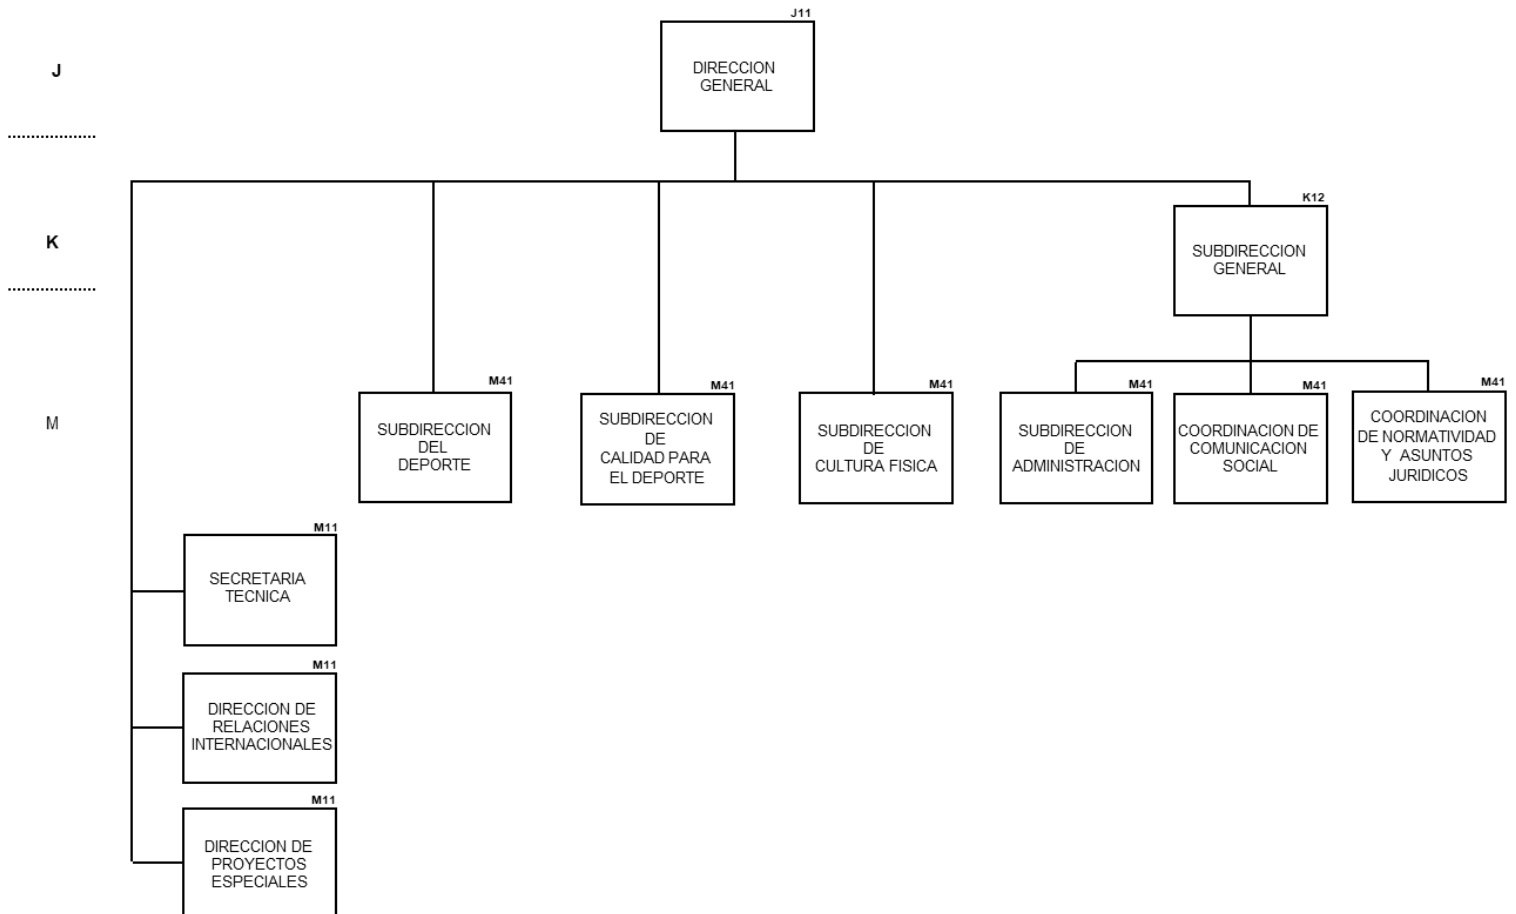 J11
J
DIRECCION
GENERAL
K12
K
SUBDIRECCION
GENERAL
M
M41
SUBDIRECCION
DEL
DEPORTE
M41
SUBDIRECCION
DE
CALIDAD PARA
EL DEPORTE
M41
SUBDIRECCION
DE
CULTURA FISICA
M41
SUBDIRECCION
DE
ADMINISTRACION
M41
COORDINACION DE
COMUNICACION
SOCIAL
M41
COORDINACION
DE NORMATIVIDAD
Y ASUNTOS
JURIDICOS
M11
SECRETARIA
TECNICA
M11
DIRECCION DE
RELACIONES
INTERNACIONALES
M11
DIRECCION DE
PROYECTOS
ESPECIALES